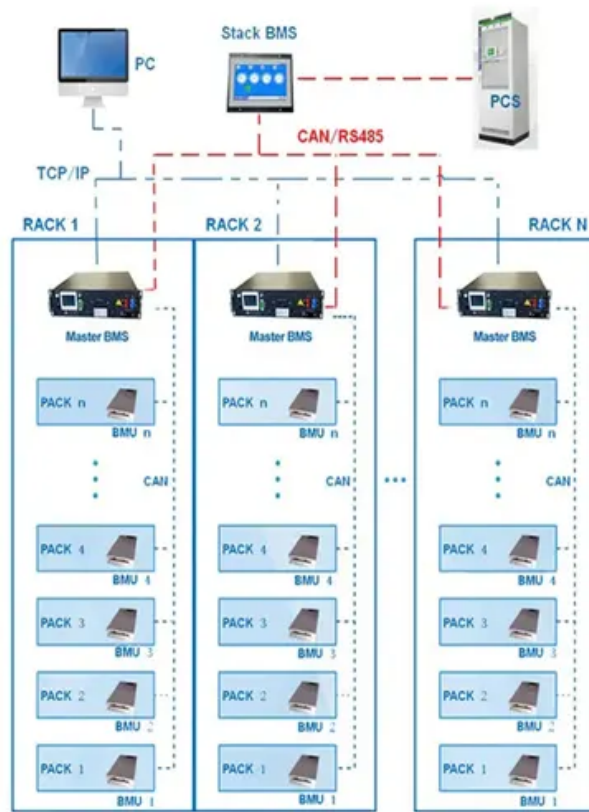 PC
Stack BMS
PCS
CAN/RS485
TCP/IP
RACK 1
RACK 2
RACK N
Master BMS
Master BMS
Master BMS
PACK n
BMU n
PACK n
BMU n
PACK n
BMU n
CAN
CAN
CAN
PACK 4
BMU 4
PACK 4
BMU 4
PACK 4
BMU 4
PACK 3
BMU 3
PACK 3
BMU 3
PACK 3
BMU 3
PACK 2
BMU 2
PACK 2
BMU 2
PACK 2
BMU 2
PACK 1
BMU 1
PACK 1
BMU 1
PACK 1
BMU 1